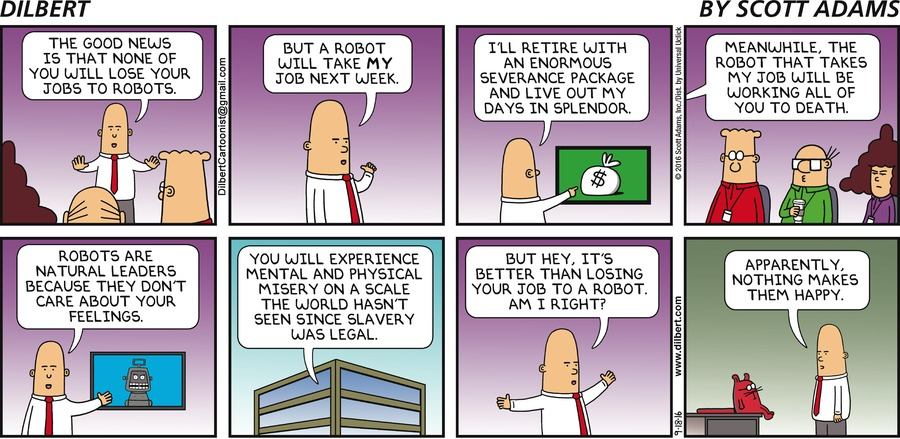 DILBERT
BY SCOTT ADAMS
THE GOOD NEWS
IS THAT NONE OF
YOU WILL LOSE YOUR
JOBS TO ROBOTS.
DilbertCartoonist@gmail.com
BUT A ROBOT
WILL TAKE MY
JOB NEXT WEEK.
I'LL RETIRE WITH
AN ENORMOUS
SEVERANCE PACKAGE
AND LIVE OUT MY
DAYS IN SPLENDOR.
$
© 2016 Scott Adams, Inc./Dist. by Universal Uclick
MEANWHILE, THE
ROBOT THAT TAKES
MY JOB WILL BE
WORKING ALL OF
YOU TO DEATH.
ROBOTS ARE
NATURAL LEADERS
BECAUSE THEY DON'T
CARE ABOUT YOUR
FEELINGS.
YOU WILL EXPERIENCE
MENTAL AND PHYSICAL
MISERY ON A SCALE
THE WORLD HASN'T
SEEN SINCE SLAVERY
WAS LEGAL.
BUT HEY, IT'S
BETTER THAN LOSING
YOUR JOB TO A ROBOT.
AM I RIGHT?
9-18-16
www.dilbert.com
APPARENTLY,
NOTHING MAKES
THEM HAPPY.